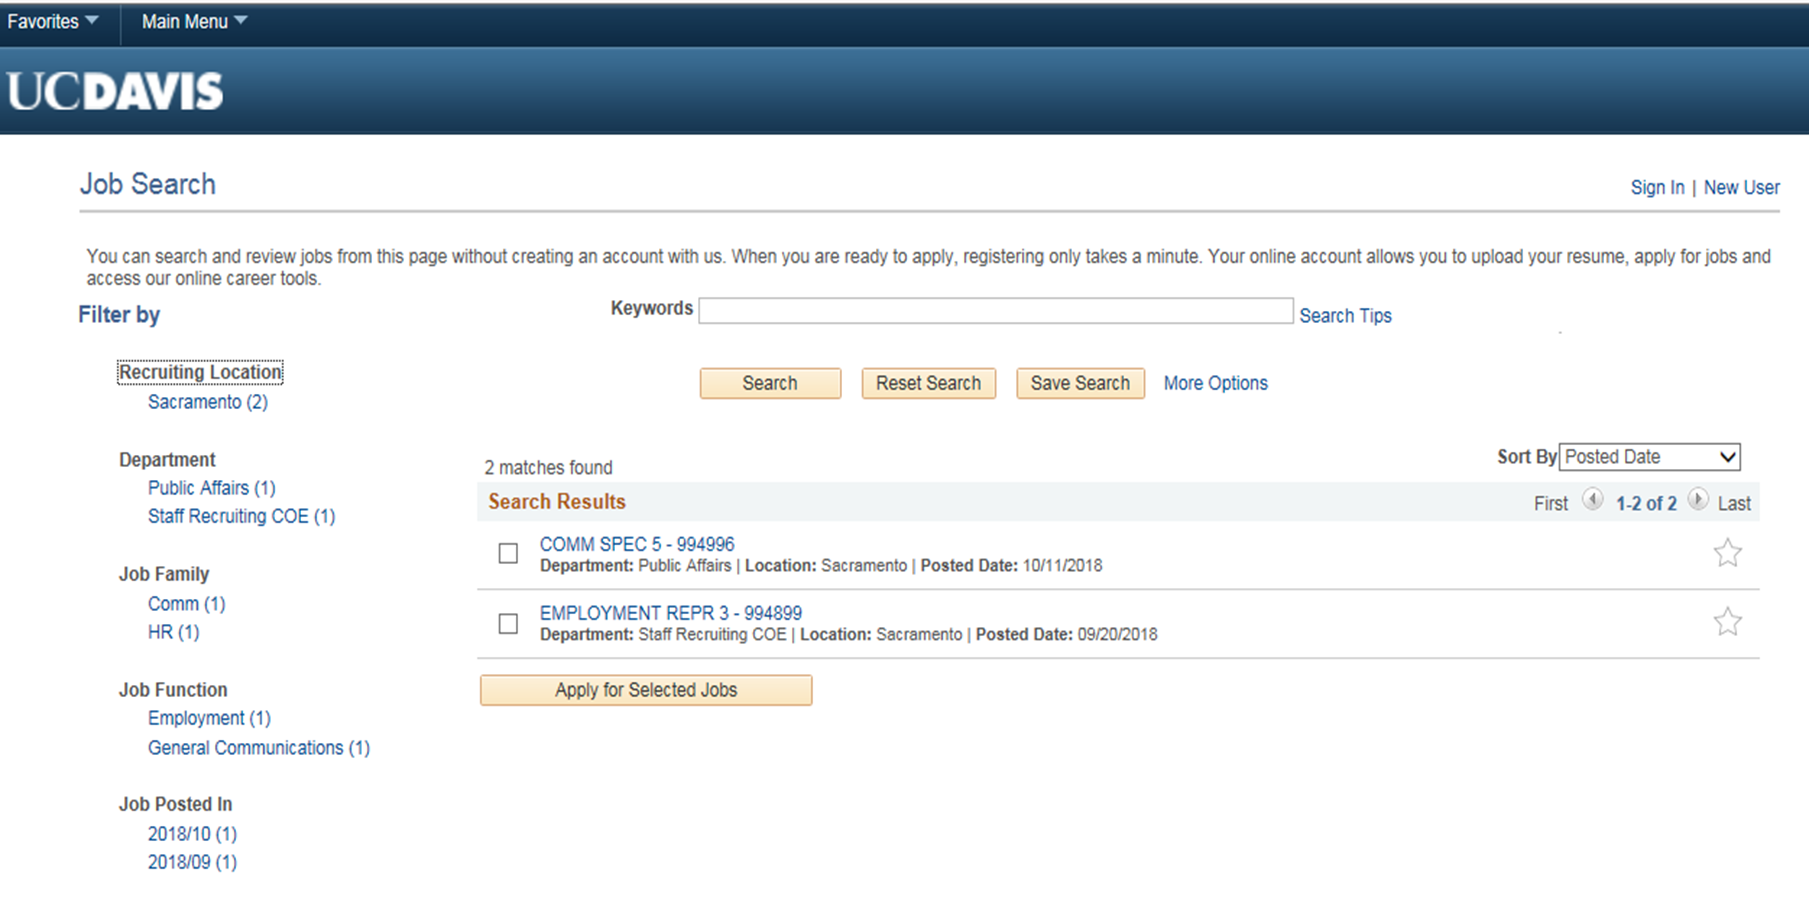 Favorites
Main Menu
UCDAVIS
Job Search
Sign In | New User
You can search and review jobs from this page without creating an account with us. When you are ready to apply, registering only takes a minute. Your online account allows you to upload your resume, apply for jobs and
access our online career tools.
Filter by
Keywords
Search Tips
Recruiting Location
Sacramento (2)
Search
Reset Search
Save Search
More Options
Department
Public Affairs (1)
Staff Recruiting COE (1)
Job Family
Comm (1)
HR (1)
Job Function
Employment (1)
General Communications (1)
Job Posted In
2018/10 (1)
2018/09 (1)
2 matches found
Sort By Posted Date
Search Results
First 1-2 of 2 Last
COMM SPEC 5 - 994996
Department: Public Affairs | Location: Sacramento | Posted Date: 10/11/2018
EMPLOYMENT REPR 3 - 994899
Department: Staff Recruiting COE | Location: Sacramento | Posted Date: 09/20/2018
Apply for Selected Jobs